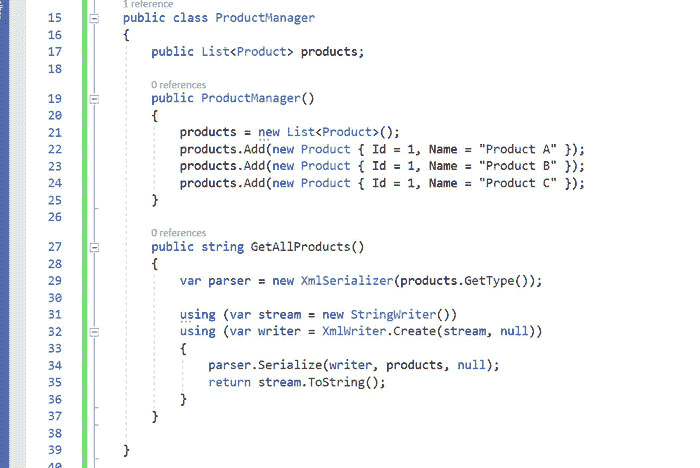 1 reference
15 public class ProductManager
16 {
17 public List<Product> products;
18
0 references
19 public ProductManager()
20 {
21 products = new List<Product>();
22 products.Add(new Product { Id = 1, Name = "Product A" });
23 products.Add(new Product { Id = 1, Name = "Product B" });
24 products.Add(new Product { Id = 1, Name = "Product C" });
25 }
26
0 references
27 public string GetAllProducts()
28 {
29 var parser = new XmlSerializer(products.GetType());
30
31 using (var stream = new StringWriter())
32 using (var writer = XmlWriter.Create(stream, null))
33 {
34 parser.Serialize(writer, products, null);
35 return stream.ToString();
36 }
37 }
38
39 }
40